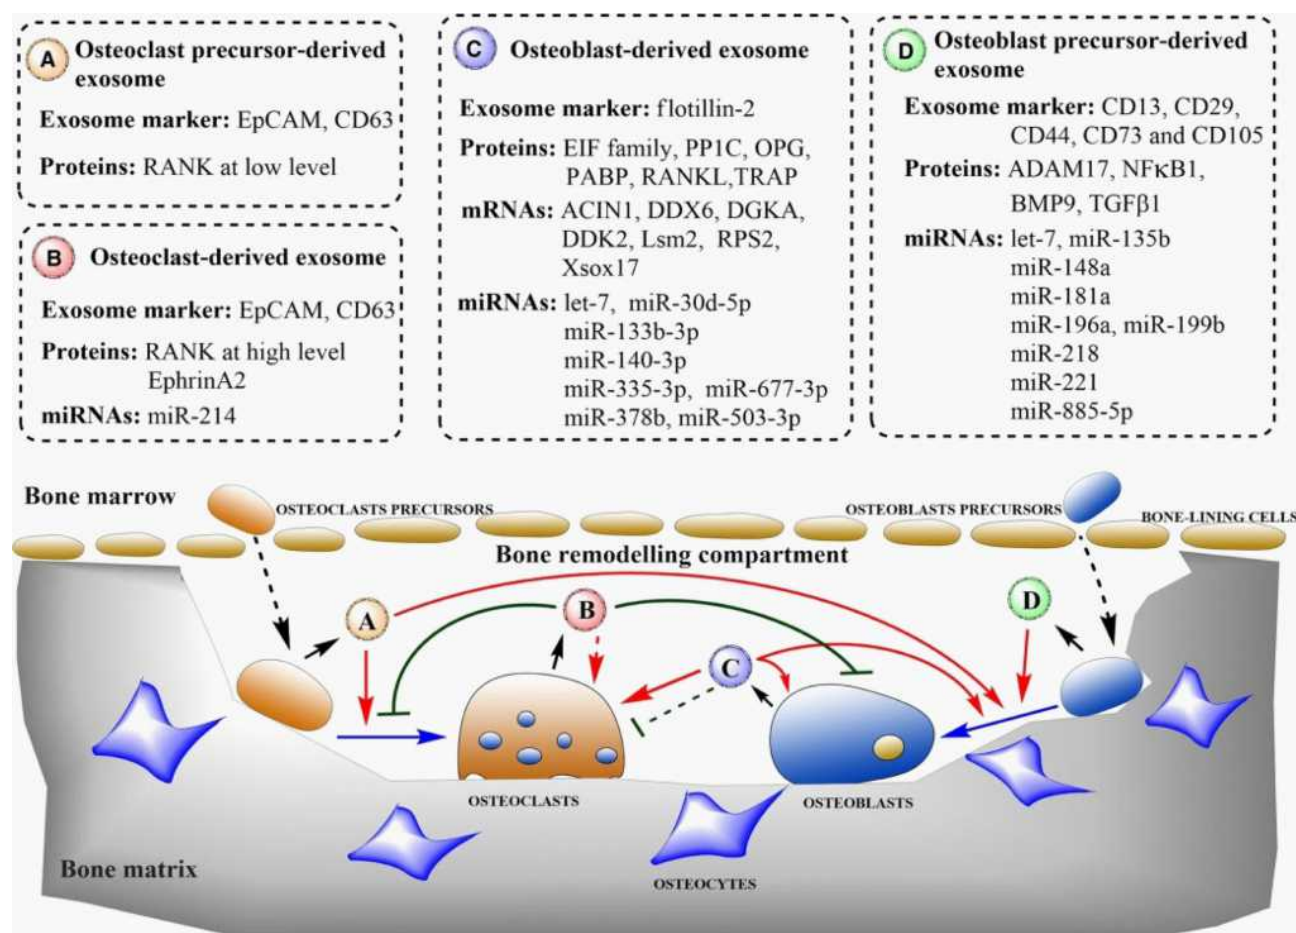 A Osteoclast precursor-derived
exosome
Exosome marker: EpCAM, CD63
Proteins: RANK at low level
B Osteoclast-derived exosome
Exosome marker: EpCAM, CD63
Proteins: RANK at high level
EphrinA2
miRNAs: miR-214
C Osteoblast-derived exosome
Exosome marker: flotillin-2
Proteins: EIF family, PP1C, OPG,
PABP, RANKL,TRAP
mRNAs: ACIN1, DDX6, DGKA,
DDK2, Lsm2, RPS2,
Xsox17
miRNAs: let-7, miR-30d-5p
miR-133b-3p
miR-140-3p
miR-335-3p, miR-677-3p
miR-378b, miR-503-3p
D Osteoblast precursor-derived
exosome
Exosome marker: CD13, CD29,
CD44, CD73 and CD105
Proteins: ADAM17, NFκB1,
BMP9, TGFβ1
miRNAs: let-7, miR-135b
miR-148a
miR-181a
miR-196a, miR-199b
miR-218
miR-221
miR-885-5p
Bone marrow
OSTEOCLASTS PRECURSORS
OSTEOBLASTS PRECURSORS
BONE-LINING CELLS
Bone remodelling compartment
A
B
C
D
OSTEOCLASTS
OSTEOBLASTS
Bone matrix
OSTEOCYTES